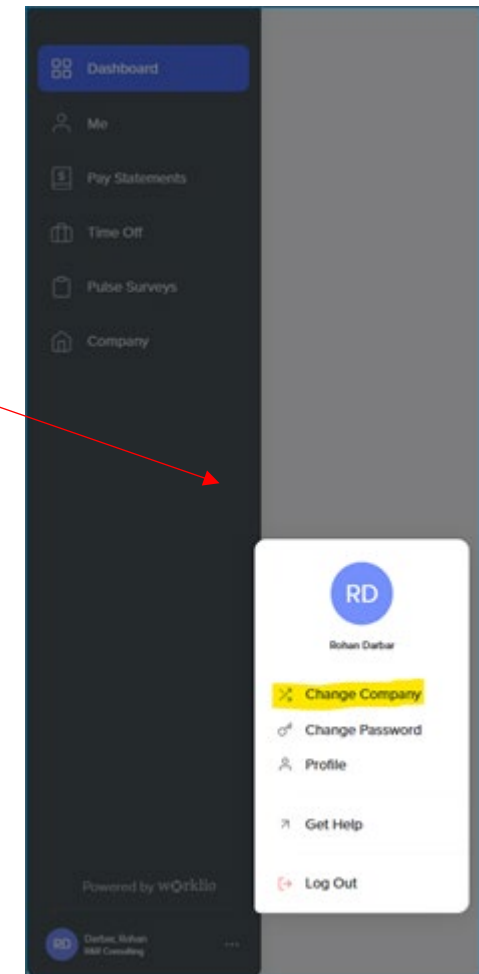 Dashboard
Me
Pay Statements
Time Off
Pulse Surveys
Company
RD
Rohan Darbar
Change Company
Change Password
Profile
Get Help
Log Out
Powered by worklio
RD
Darbar, Rohan
Consulting
...